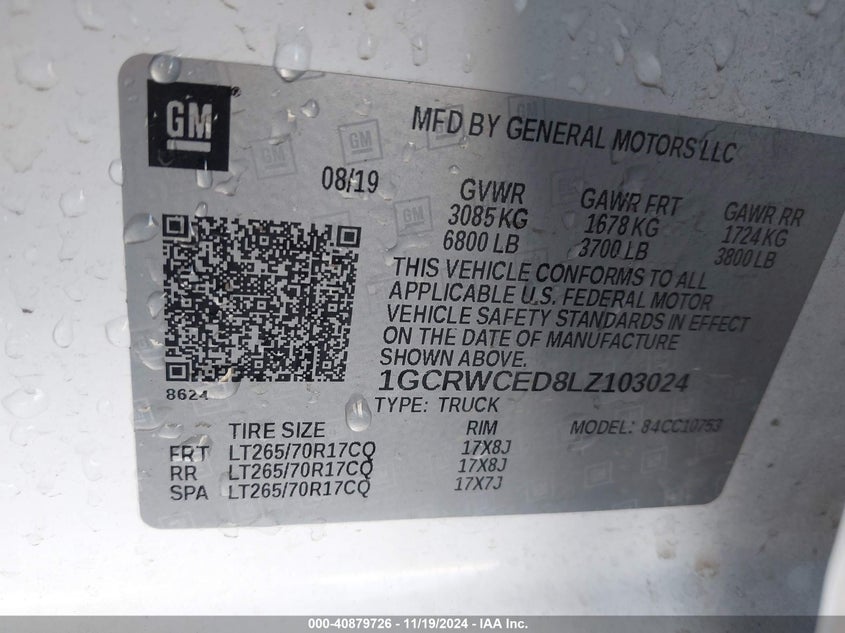 GM
MFD BY GENERAL MOTORS LLC
08/19
GVWR GAWR FRT GAWR RR
3085 KG 1678 KG 1724 KG
6800 LB 3700 LB 3800 LB
THIS VEHICLE CONFORMS TO ALL
APPLICABLE U.S. FEDERAL MOTOR
VEHICLE SAFETY STANDARDS IN EFFECT
ON THE DATE OF MANUFACTURE
SHOWN ABOVE.
1GCRWCED8LZ103024
8624
TYPE: TRUCK
MODEL: 84CC10753
TIRE SIZE RIM
FRT LT265/70R17CQ 17X8J
RR LT265/70R17CQ 17X8J
SPA LT265/70R17CQ 17X7J
000-40879726 - 11/19/2024 - IAA Inc.